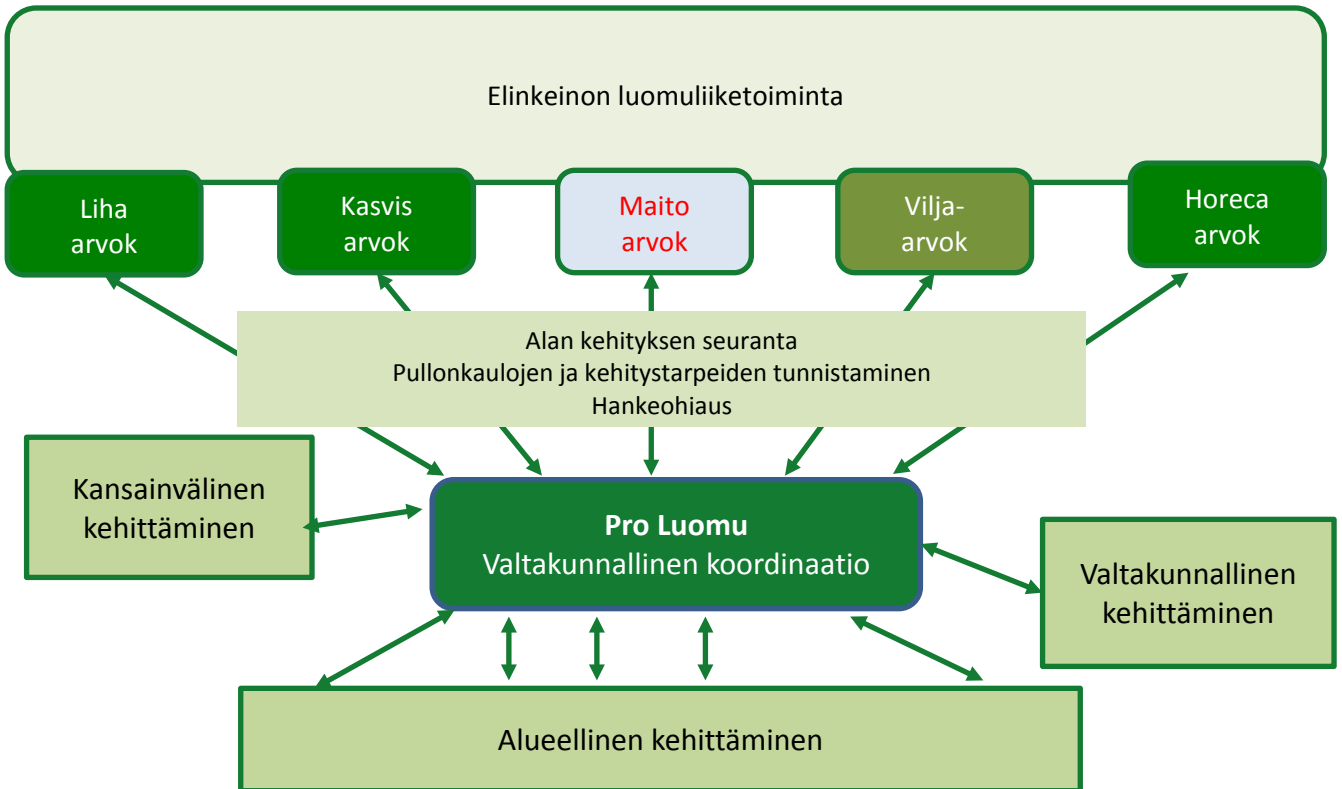 Elinkeinon luomuliiketoiminta
Liha
arvok
Kasvis
arvok
Maito
arvok
Vilja-
arvok
Horeca
arvok
Alan kehityksen seuranta
Pullonkaulojen ja kehitystarpeiden tunnistaminen
Hankeohjaus
Kansainvälinen
kehittäminen
Pro Luomu
Valtakunnallinen koordinaatio
Valtakunnallinen
kehittäminen
Alueellinen kehittäminen